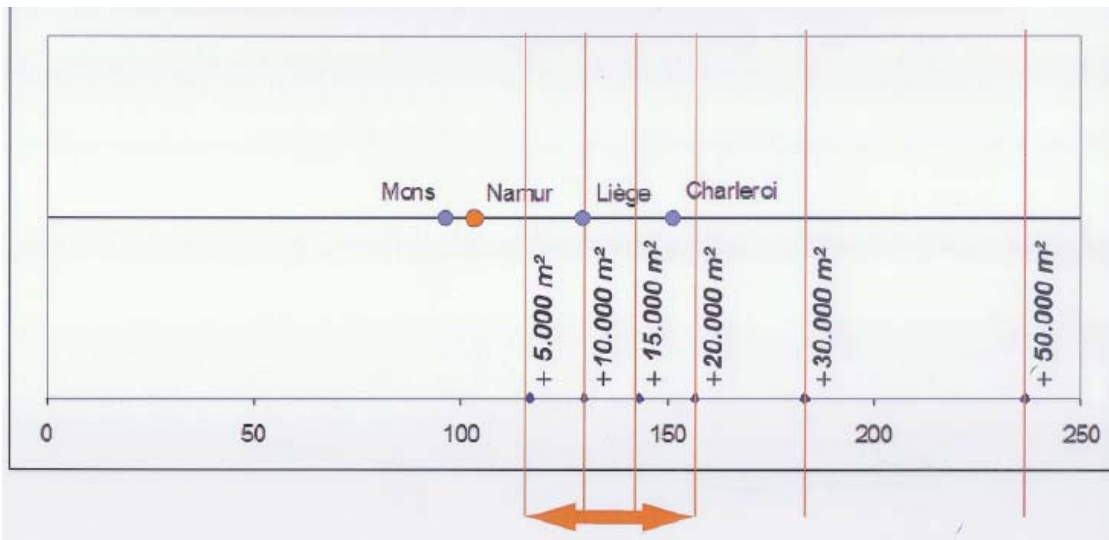 Mons Namur Liège Charleroi
+ 5.000 m²
+ 10.000 m²
+ 15.000 m²
+20.000 m²
+30.000 m²
+ 50.000 m²
0 50 100 150 200 250